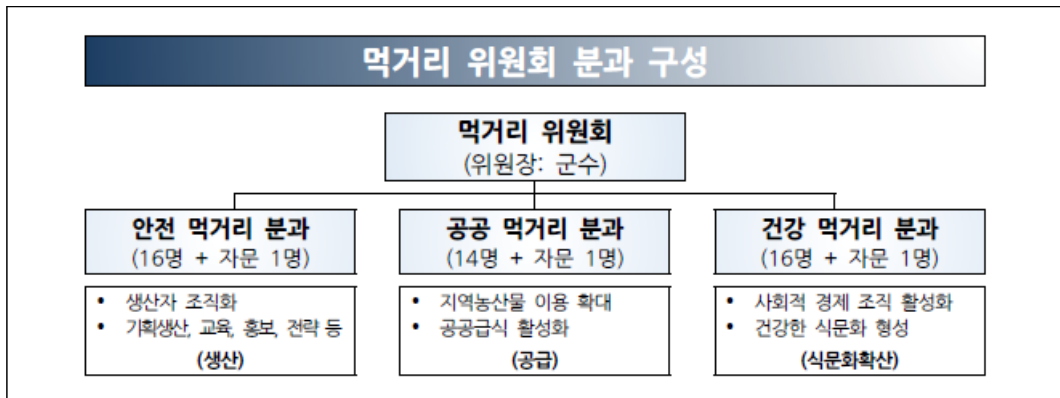 먹거리 위원회 분과 구성
먹거리 위원회
(위원장: 군수)
안전 먹거리 분과
(16명 + 자문 1명)
• 생산자 조직화
• 기획생산, 교육, 홍보, 전략 등
(생산)
공공 먹거리 분과
(14명 + 자문 1명)
• 지역농산물 이용 확대
• 공공급식 활성화
(공급)
건강 먹거리 분과
(16명 + 자문 1명)
• 사회적 경제 조직 활성화
• 건강한 식문화 형성
(식문화확산)